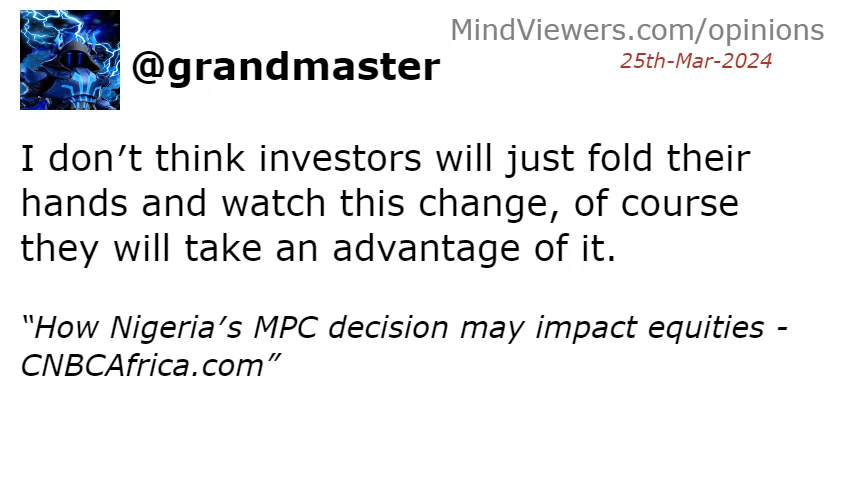 MindViewers.com/opinions
@grandmaster
25th-Mar-2024
I don’t think investors will just fold their
hands and watch this change, of course
they will take an advantage of it.
“How Nigeria’s MPC decision may impact equities -
CNBCAfrica.com”